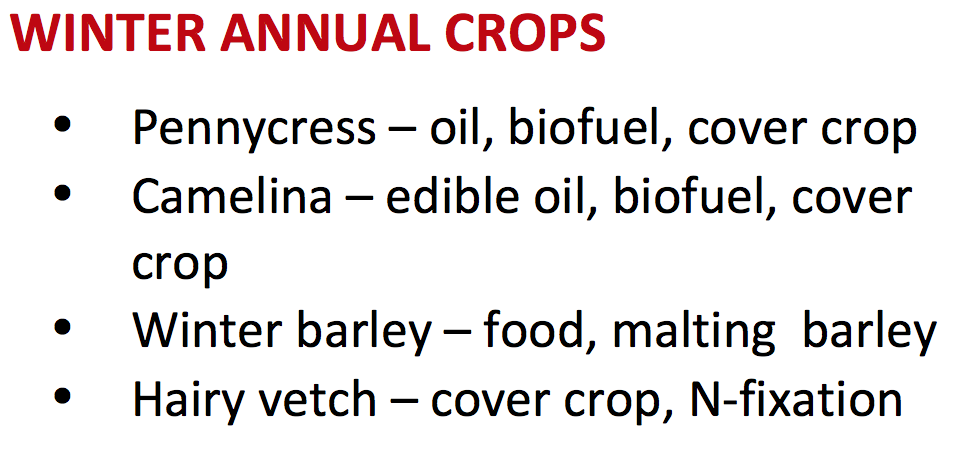 WINTER ANNUAL CROPS
• Pennycress – oil, biofuel, cover crop
• Camelina – edible oil, biofuel, cover
crop
• Winter barley – food, malting  barley
• Hairy vetch – cover crop, N-fixation